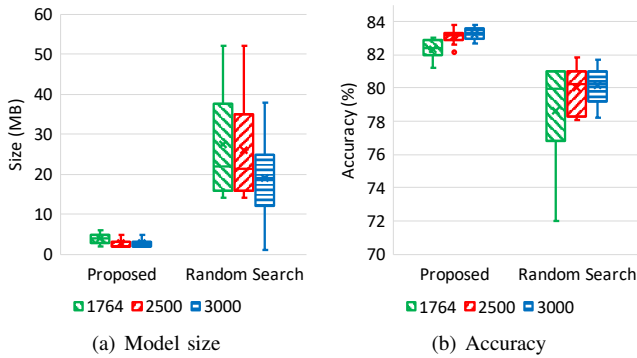 60
50
40
30
20
10
0
Size (MB)
Proposed
Random Search
1764
2500
3000
(a) Model size
84
82
80
78
76
74
72
70
Accuracy (%)
Proposed
Random Search
1764
2500
3000
(b) Accuracy